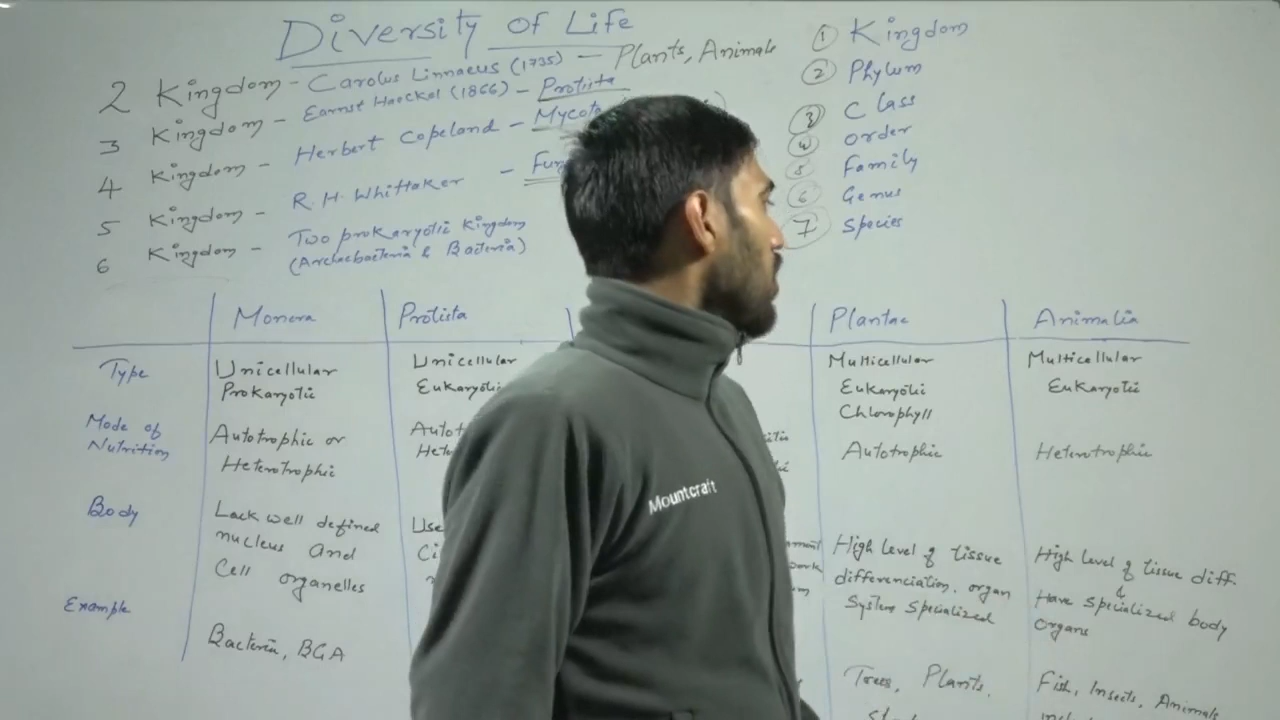 Diversity of Life
2 Kingdom - Carolus Linnaeus (1735) - Plants, Animals
3 Kingdom - Earnst Haeckel (1866) - Protista
4 Kingdom - Herbert Copeland - Mycota
5 Kingdom - R.H. Whittaker -
6 Kingdom - Two prokaryotic Kingdom
(Archaebacteria & Bacteria)
1 Kingdom
2 Phylum
3 Class
4 Order
5 Family
6 Genus
7 Species
Monera Protista Plantae Animalia
Type
Unicellular
Prokaryotic
Unicellular
Eukaryotic
Multicellular
Eukaryotic
Chlorophyll
Multicellular
Eukaryotic
Mode of
Nutrition
Autotrophic or
Heterotrophic
Autotrophic
Heterotrophic
Body
Lack well defined
nucleus and
Cell organelles
High level of tissue
differenciation, organ
System specialized
High level of tissue diff.
&
Have specialized body
organs
Example
Bacteria, BGA
Trees, Plants,
Fish, Insects, Animals
Mountcraft